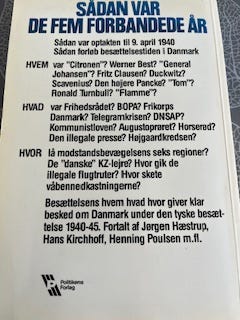 SÅDAN VAR
DE FEM FORBANDEDE ÅR
Sådan var optakten til 9. april 1940
Sådan forløb besættelsestiden i Danmark
HVEM var "Citronen"? Werner Best? "General
Johansen"? Fritz Clausen? Duckwitz?
Scavenius? Den højere Pancke? "Tom"?
Ronald Turnbull? "Flamme"?
HVAD var Frihedsrådet? BOPA? Frikorps
Danmark? Telegramkrisen? DNSAP?
Kommunistloven? Augustoprøret? Horserød?
Den illegale presse? Højgaardkredsen?
HVOR lå modstandsbevægelsens seks regioner?
De "danske" KZ-lejre? Hvor gik de
illegale flugtruter? Hvor skete
våbennedkastningerne?
Besættelsens hvem hvad hvor giver klar
besked om Danmark under den tyske besæt-
telse 1940-45. Fortalt af Jørgen Hæstrup,
Hans Kirchhoff, Henning Poulsen m.fl.
Politikens
Forlag